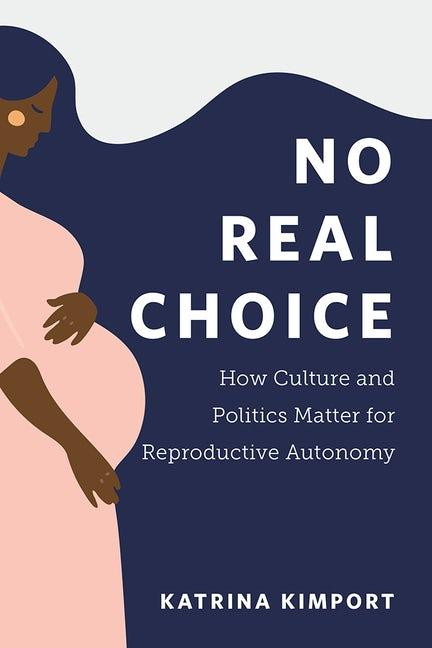 NO
REAL
CHOICE
How Culture and
Politics Matter for
Reproductive Autonomy
KATRINA KIMPORT